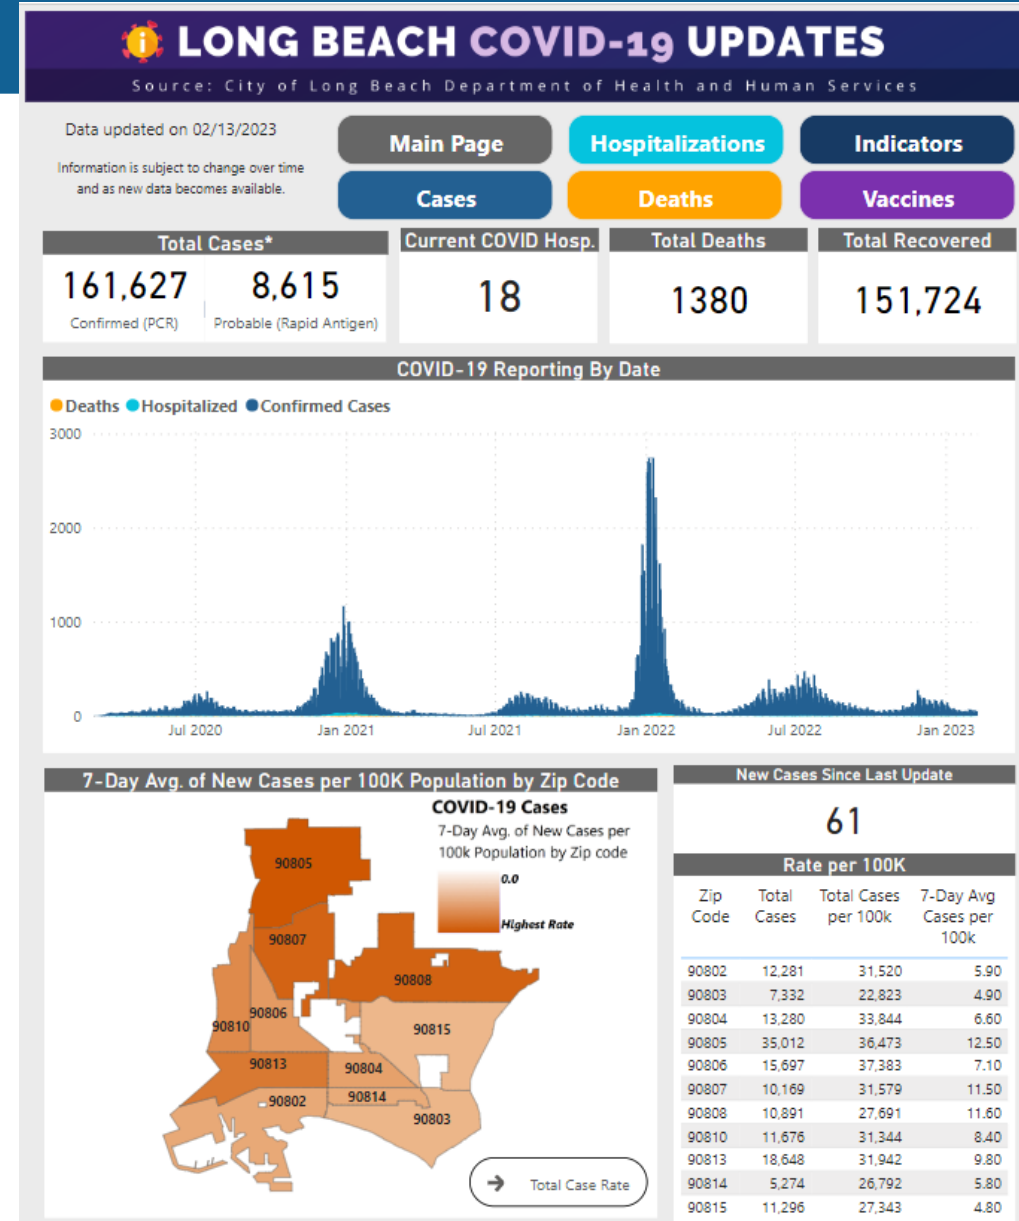 LONG BEACH COVID-19 UPDATES
Source: City of Long Beach Department of Health and Human Services
Data updated on 02/13/2023
Information is subject to change over time
and as new data becomes available.
Main Page
Hospitalizations
Indicators
Cases
Deaths
Vaccines
Total Cases*
161,627
8,615
Confirmed (PCR)
Probable (Rapid Antigen)
Current COVID Hosp.
18
Total Deaths
1380
Total Recovered
151,724
COVID-19 Reporting By Date
Deaths Hospitalized Confirmed Cases
3000
2000
1000
0
Jul 2020 Jan 2021 Jul 2021 Jan 2022 Jul 2022 Jan 2023
7-Day Avg. of New Cases per 100K Population by Zip Code
COVID-19 Cases
7-Day Avg. of New Cases per
100k Population by Zip code
0.0
Highest Rate
90805
90807
90808
90806
90810
90815
90813
90804
90802
90814
90803
Total Case Rate
New Cases Since Last Update
61
Rate per 100K
Zip Code Total Cases Total Cases per 100k 7-Day Avg Cases per 100k
90802 12,281 31,520 5.90
90803 7,332 22,823 4.90
90804 13,280 33,844 6.60
90805 35,012 36,473 12.50
90806 15,697 37,383 7.10
90807 10,169 31,579 11.50
90808 10,891 27,691 11.60
90810 11,676 31,344 8.40
90813 18,648 31,942 9.80
90814 5,274 26,792 5.80
90815 11,296 27,343 4.80